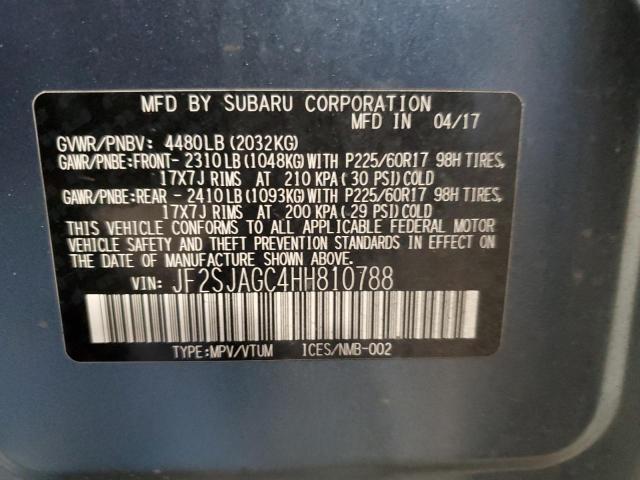 MFD BY SUBARU CORPORATION
MFD IN 04/17
GVWR/PNBV: 4480LB(2032KG)
GAWR/PNBE:FRONT-2310LB(1048KG)WITH P225/60R17 98H TIRES,
17X7J RIMS AT 210 KPA(30 PSI)COLD
GAWR/PNBE:REAR -2410LB(1093KG)WITH P225/60R17 98H TIRES,
17X7J RIMS AT 200 KPA(29 PSI)COLD
THIS VEHICLE CONFORMS TO ALL APPLICABLE FEDERAL MOTOR
VEHICLE SAFETY AND THEFT PREVENTION STANDARDS IN EFFECT
ON THE DATE OF MANUFACTURE SHOWN ABOVE.
VIN: JF2SJAGC4HH810788
TYPE:MPV/VTUM ICES/NMB-002